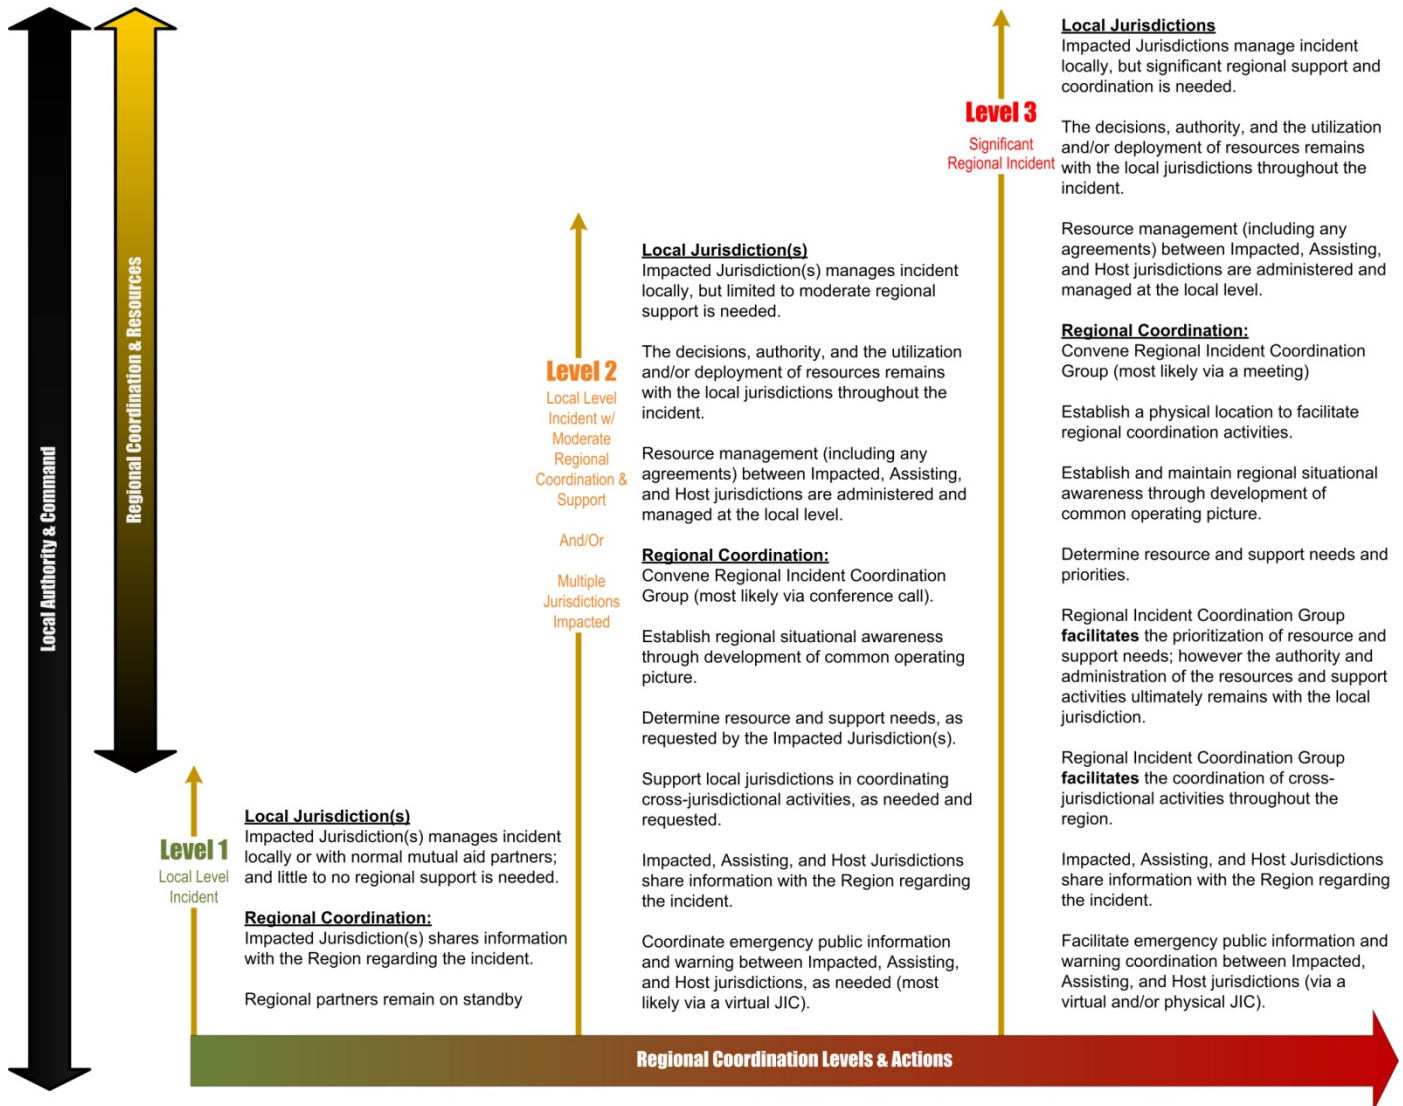 Local Authority & Command
Regional Coordination & Resources
Level 1
Local Level
Incident
Local Jurisdiction(s)
Impacted Jurisdiction(s) manages incident
locally or with normal mutual aid partners;
and little to no regional support is needed.
Regional Coordination:
Impacted Jurisdiction(s) shares information
with the Region regarding the incident.
Regional partners remain on standby
Level 2
Local Level
Incident w/
Moderate
Regional
Coordination &
Support
And/Or
Multiple
Jurisdictions
Impacted
Local Jurisdiction(s)
Impacted Jurisdiction(s) manages incident
locally, but limited to moderate regional
support is needed.
The decisions, authority, and the utilization
and/or deployment of resources remains
with the local jurisdictions throughout the
incident.
Resource management (including any
agreements) between Impacted, Assisting,
and Host jurisdictions are administered and
managed at the local level.
Regional Coordination:
Convene Regional Incident Coordination
Group (most likely via conference call).
Establish regional situational awareness
through development of common operating
picture.
Determine resource and support needs, as
requested by the Impacted Jurisdiction(s).
Support local jurisdictions in coordinating
cross-jurisdictional activities, as needed and
requested.
Impacted, Assisting, and Host Jurisdictions
share information with the Region regarding
the incident.
Coordinate emergency public information
and warning between Impacted, Assisting,
and Host jurisdictions, as needed (most
likely via a virtual JIC).
Level 3
Significant
Regional Incident
Local Jurisdictions
Impacted Jurisdictions manage incident
locally, but significant regional support and
coordination is needed.
The decisions, authority, and the utilization
and/or deployment of resources remains
with the local jurisdictions throughout the
incident.
Resource management (including any
agreements) between Impacted, Assisting,
and Host jurisdictions are administered and
managed at the local level.
Regional Coordination:
Convene Regional Incident Coordination
Group (most likely via a meeting)
Establish a physical location to facilitate
regional coordination activities.
Establish and maintain regional situational
awareness through development of
common operating picture.
Determine resource and support needs and
priorities.
Regional Incident Coordination Group
facilitates the prioritization of resource and
support needs; however the authority and
administration of the resources and support
activities ultimately remains with the local
jurisdiction.
Regional Incident Coordination Group
facilitates the coordination of cross-
jurisdictional activities throughout the
region.
Impacted, Assisting, and Host Jurisdictions
share information with the Region regarding
the incident.
Facilitate emergency public information and
warning coordination between Impacted,
Assisting, and Host jurisdictions (via a
virtual and/or physical JIC).
Regional Coordination Levels & Actions